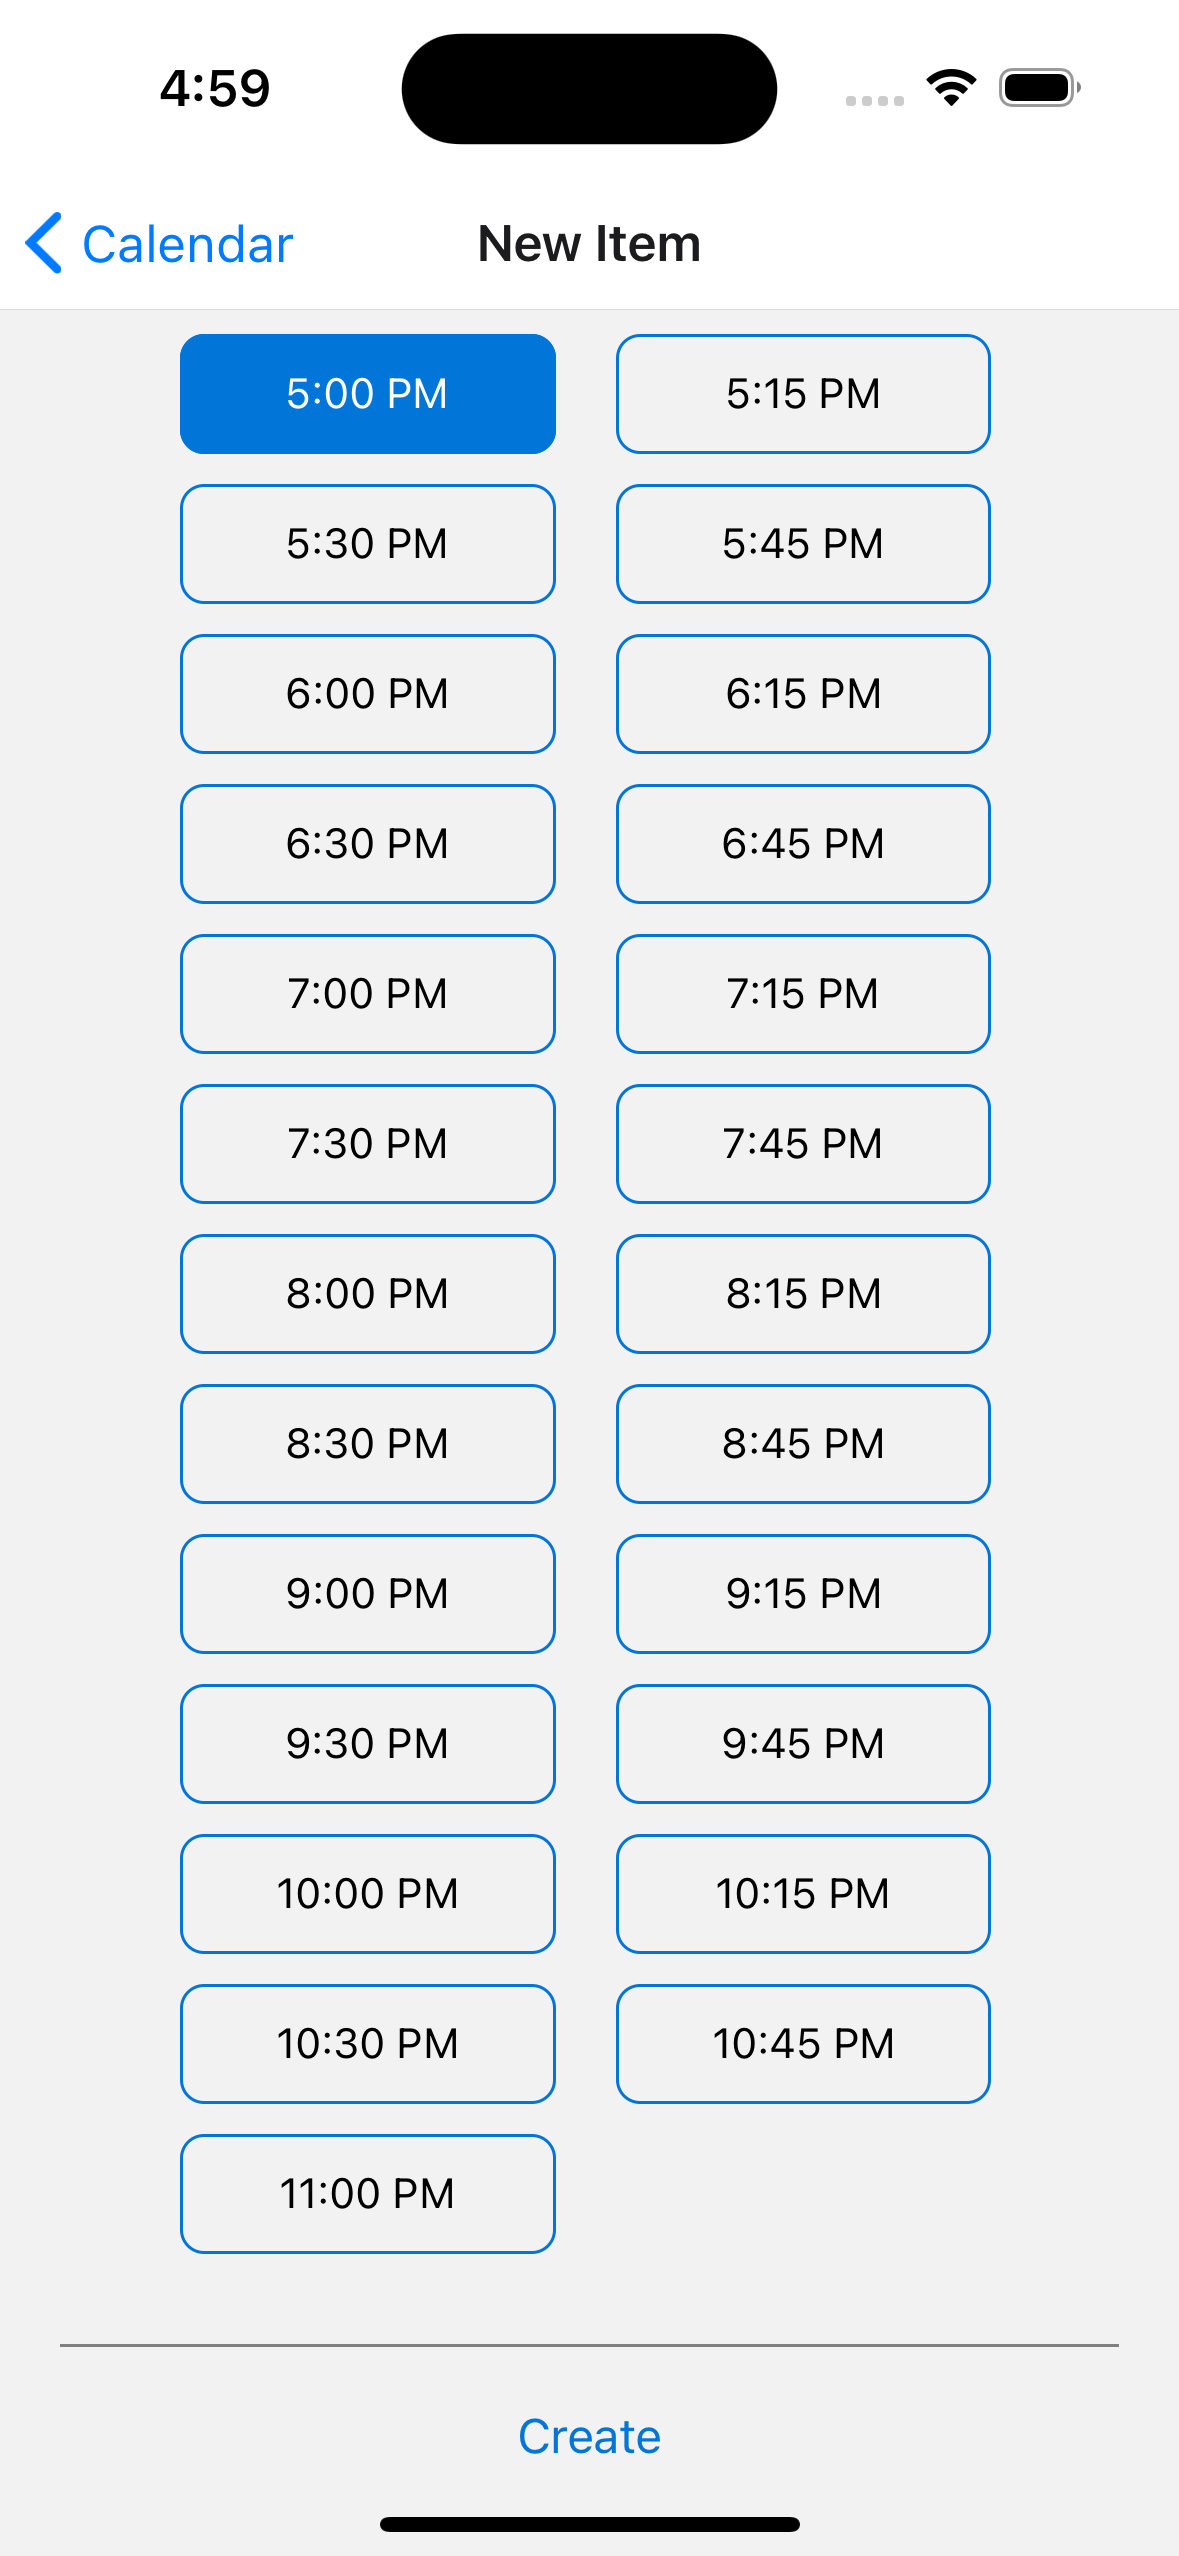 4:59
Calendar New Item
5:00 PM 5:15 PM
5:30 PM 5:45 PM
6:00 PM 6:15 PM
6:30 PM 6:45 PM
7:00 PM 7:15 PM
7:30 PM 7:45 PM
8:00 PM 8:15 PM
8:30 PM 8:45 PM
9:00 PM 9:15 PM
9:30 PM 9:45 PM
10:00 PM 10:15 PM
10:30 PM 10:45 PM
11:00 PM
Create